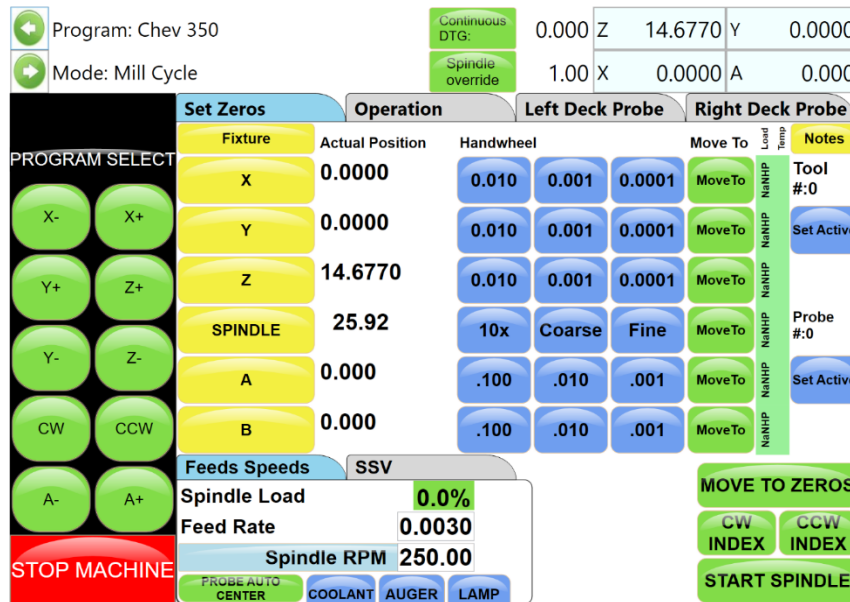 Program: Chev 350
Continuous DTG: 0.000 Z 14.6770 Y 0.0000
Mode: Mill Cycle
Spindle override 1.00 X 0.0000 A 0.000
Set Zeros Operation Left Deck Probe Right Deck Probe
Fixture Actual Position Handwheel Move To Load Temp Notes
PROGRAM SELECT
X 0.0000 0.010 0.001 0.0001 MoveTo NaNHP Tool #:0
X- X+
Y 0.0000 0.010 0.001 0.0001 MoveTo NaNHP Set Active
Y+ Z+
Z 14.6770 0.010 0.001 0.0001 MoveTo NaNHP
SPINDLE 25.92 10x Coarse Fine MoveTo NaNHP Probe #:0
Y- Z-
A 0.000 .100 .010 .001 MoveTo NaNHP Set Active
CW CCW
B 0.000 .100 .010 .001 MoveTo NaNHP
Feeds Speeds SSV
A- A+
Spindle Load 0.0%
MOVE TO ZEROS
Feed Rate 0.0030
CW INDEX CCW INDEX
Spindle RPM 250.00
STOP MACHINE
START SPINDLE
PROBE AUTO CENTER COOLANT AUGER LAMP